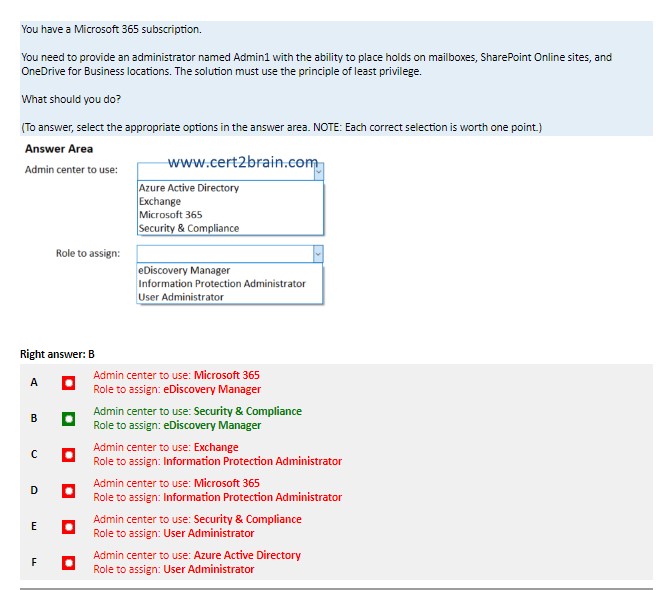 You have a Microsoft 365 subscription.
You need to provide an administrator named Admin1 with the ability to place holds on mailboxes, SharePoint Online sites, and
OneDrive for Business locations. The solution must use the principle of least privilege.
What should you do?
(To answer, select the appropriate options in the answer area. NOTE: Each correct selection is worth one point.)
Answer Area
www.cert2brain.com
Admin center to use:
Azure Active Directory
Exchange
Microsoft 365
Security & Compliance
Role to assign:
eDiscovery Manager
Information Protection Administrator
User Administrator
Right answer: B
A
Admin center to use: Microsoft 365
Role to assign: eDiscovery Manager
B
Admin center to use: Security & Compliance
Role to assign: eDiscovery Manager
C
Admin center to use: Exchange
Role to assign: Information Protection Administrator
D
Admin center to use: Microsoft 365
Role to assign: Information Protection Administrator
E
Admin center to use: Security & Compliance
Role to assign: User Administrator
F
Admin center to use: Azure Active Directory
Role to assign: User Administrator